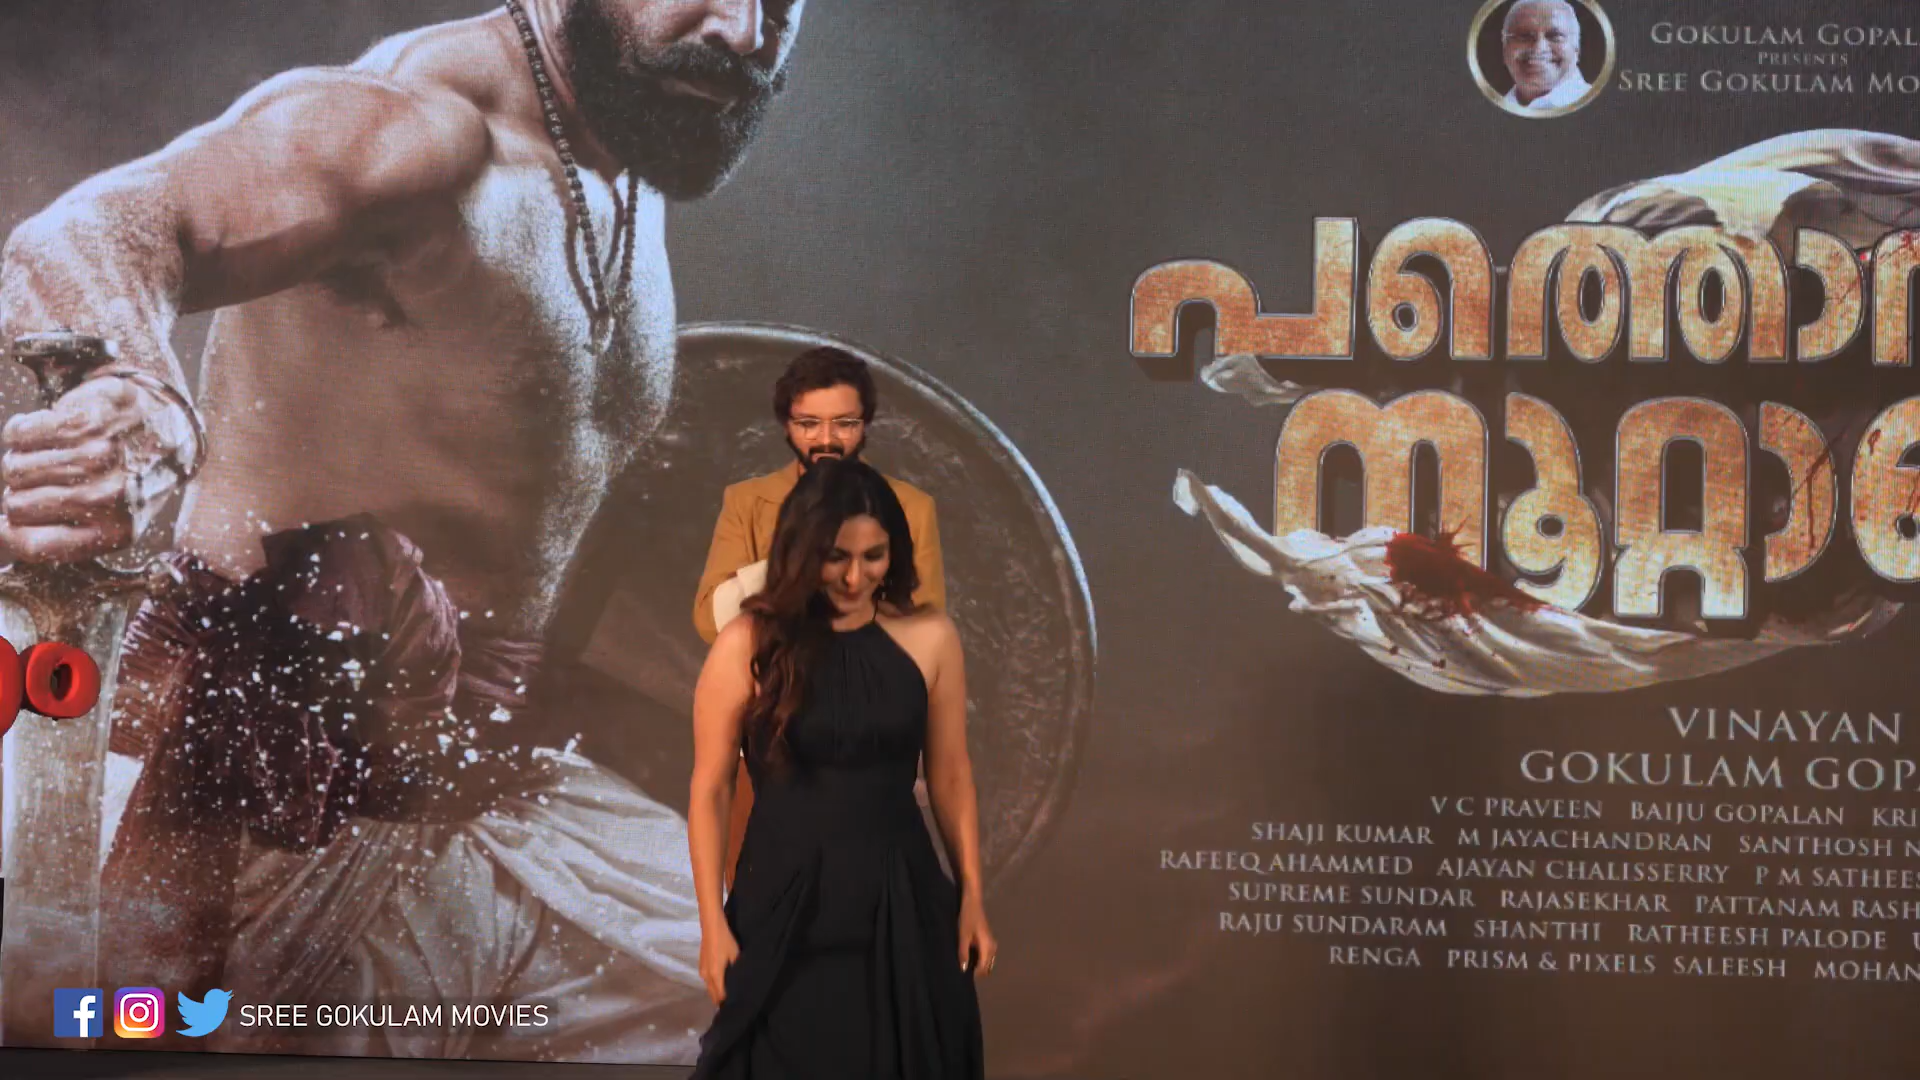 GOKULAM GOPAL
PRESENTS
SREE GOKULAM MO
പത്തൊ
നൂറ്റാ
VINAYAN
GOKULAM GOP
V C PRAVEEN BAIJU GOPALAN KRI
SHAJI KUMAR M JAYACHANDRAN SANTHOSH N
RAFEEQ AHAMMED AJAYAN CHALISSERRY P M SATHEES
SUPREME SUNDAR RAJASEKHAR PATTANAM RASH
RAJU SUNDARAM SHANTHI RATHEESH PALODE
RENGA PRISM & PIXELS SALEESH MOHAN
SREE GOKULAM MOVIES